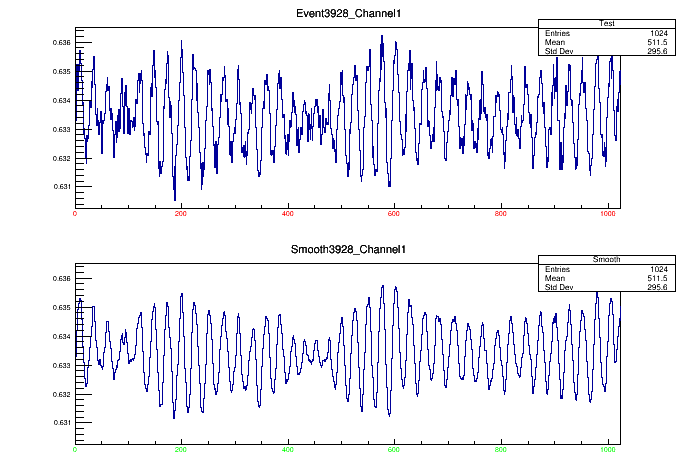 Event3928_Channel1
Test
Entries 1024
Mean 511.5
Std Dev 295.6
0.636
0.635
0.634
0.633
0.632
0.631
0 200 400 600 800 1000
Smooth3928_Channel1
Smooth
Entries 1024
Mean 511.5
Std Dev 295.6
0.636
0.635
0.634
0.633
0.632
0.631
0 200 400 600 800 1000